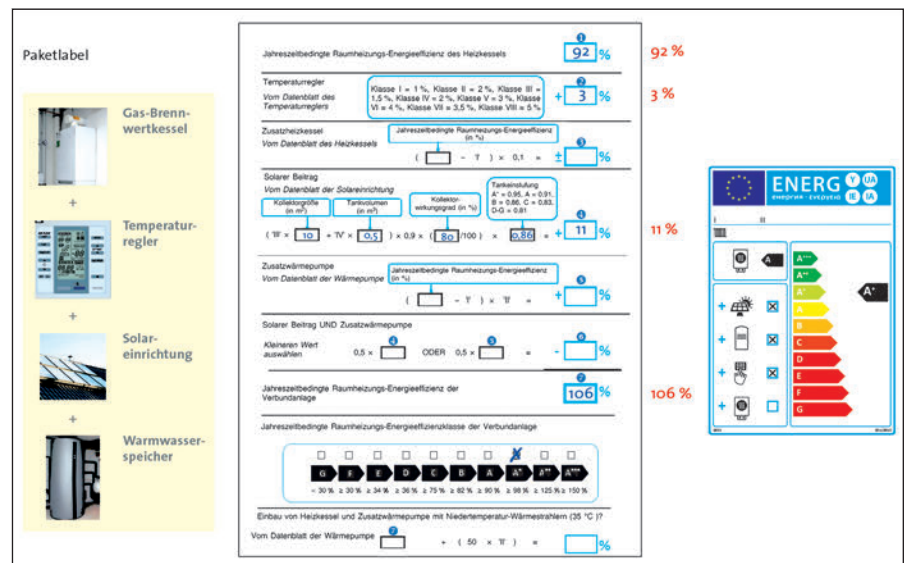 Paketlabel
Gas-Brenn-
wertkessel
+
Temperatur-
regler
+
Solar-
einrichtung
+
Warmwasser-
speicher
1
Jahreszeitbedingte Raumheizungs-Energieeffizienz des Heizkessels
92 %
92 %
Temperaturregler
Vom Datenblatt des
Temperaturreglers
Klasse I = 1 %, Klasse II = 2 %, Klasse III =
1,5 %, Klasse IV = 2 %, Klasse V = 3 %, Klasse
VI = 4 %, Klasse VII = 3,5 %, Klasse VIII = 5 %
2
+ 3 %
3 %
Zusatzheizkessel
Vom Datenblatt des Heizkessels
Jahreszeitbedingte Raumheizungs-Energieeffizienz
(in %)
3
( - 'I' ) × 0,1 = ± %
Solarer Beitrag
Vom Datenblatt der Solareinrichtung
Kollektorgröße
(in m²)
Tankvolumen
(in m³)
Kollektor-
wirkungsgrad (in %)
Tankeinstufung
A* = 0.95, A = 0.91,
B = 0.86, C = 0.83,
D-G = 0.81
4
( 'III' × 10 + 'IV' × 0,5 ) × 0.9 × ( 80 /100 ) × 0,86 = + 11 %
11 %
Zusatzwärmepumpe
Vom Datenblatt der Wärmepumpe
Jahreszeitbedingte Raumheizungs-Energieeffizienz
(in %)
5
( - 'I' ) × 'II' = + %
Solarer Beitrag UND Zusatzwärmepumpe
Kleineren Wert
auswählen
4
5
6
0,5 × ODER 0,5 × = - %
7
Jahreszeitbedingte Raumheizungs-Energieeffizienz der
Verbundanlage
106 %
106 %
Jahreszeitbedingte Raumheizungs-Energieeffizienzklasse der Verbundanlage
G F E D C B A A+ A++ A+++
< 30 % ≥ 30 % ≥ 34 % ≥ 36 % ≥ 75 % ≥ 82 % ≥ 90 % ≥ 98 % ≥ 125 % ≥ 150 %
Einbau von Heizkessel und Zusatzwärmepumpe mit Niedertemperatur-Wärmestrahlern (35 °C )?
7
Vom Datenblatt der Wärmepumpe + ( 50 × 'II' ) = %
ENERG Y UA
ЕНЕРГИЯ · ΕΝΕΡΓΕΙΑ IE IA
I II
A
A+++
A++
A+
A
B
C
D
E
F
G
A+
+
+
+
+